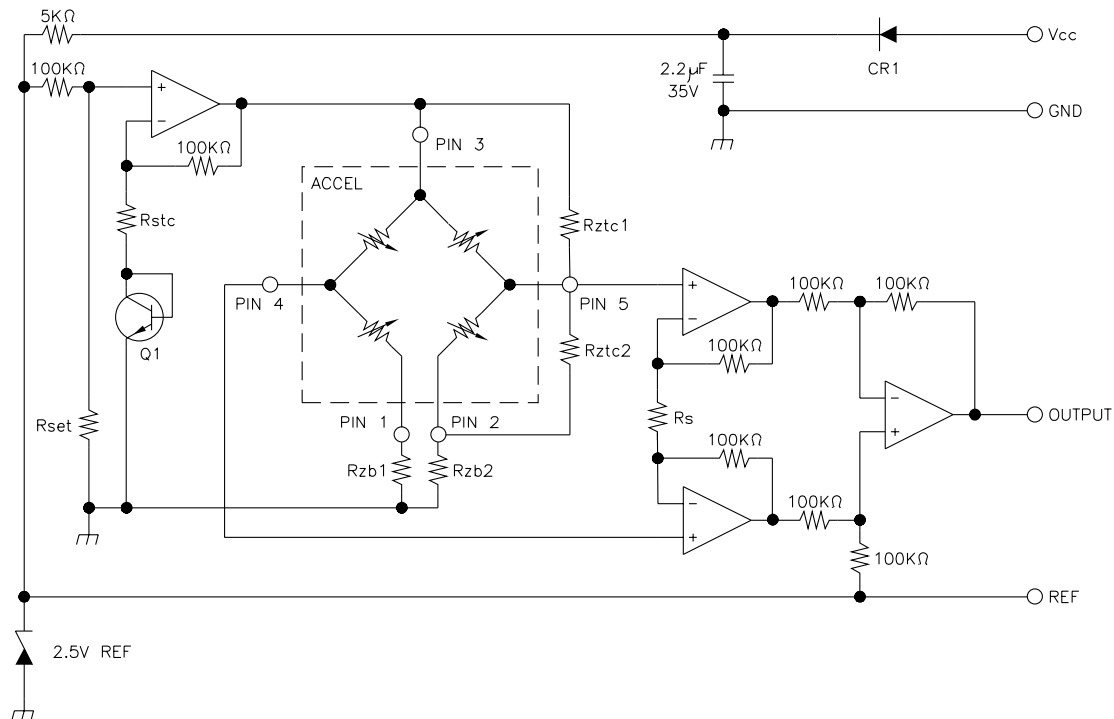 5KΩ
Vcc
100KΩ
2.2μF
35V
CR1
GND
100KΩ
PIN 3
ACCEL
Rstc
Rztc1
PIN 4
PIN 5
100KΩ
100KΩ
Q1
100KΩ
Rztc2
Rset
PIN 1
PIN 2
Rs
OUTPUT
Rzb1
Rzb2
100KΩ
100KΩ
100KΩ
REF
2.5V REF